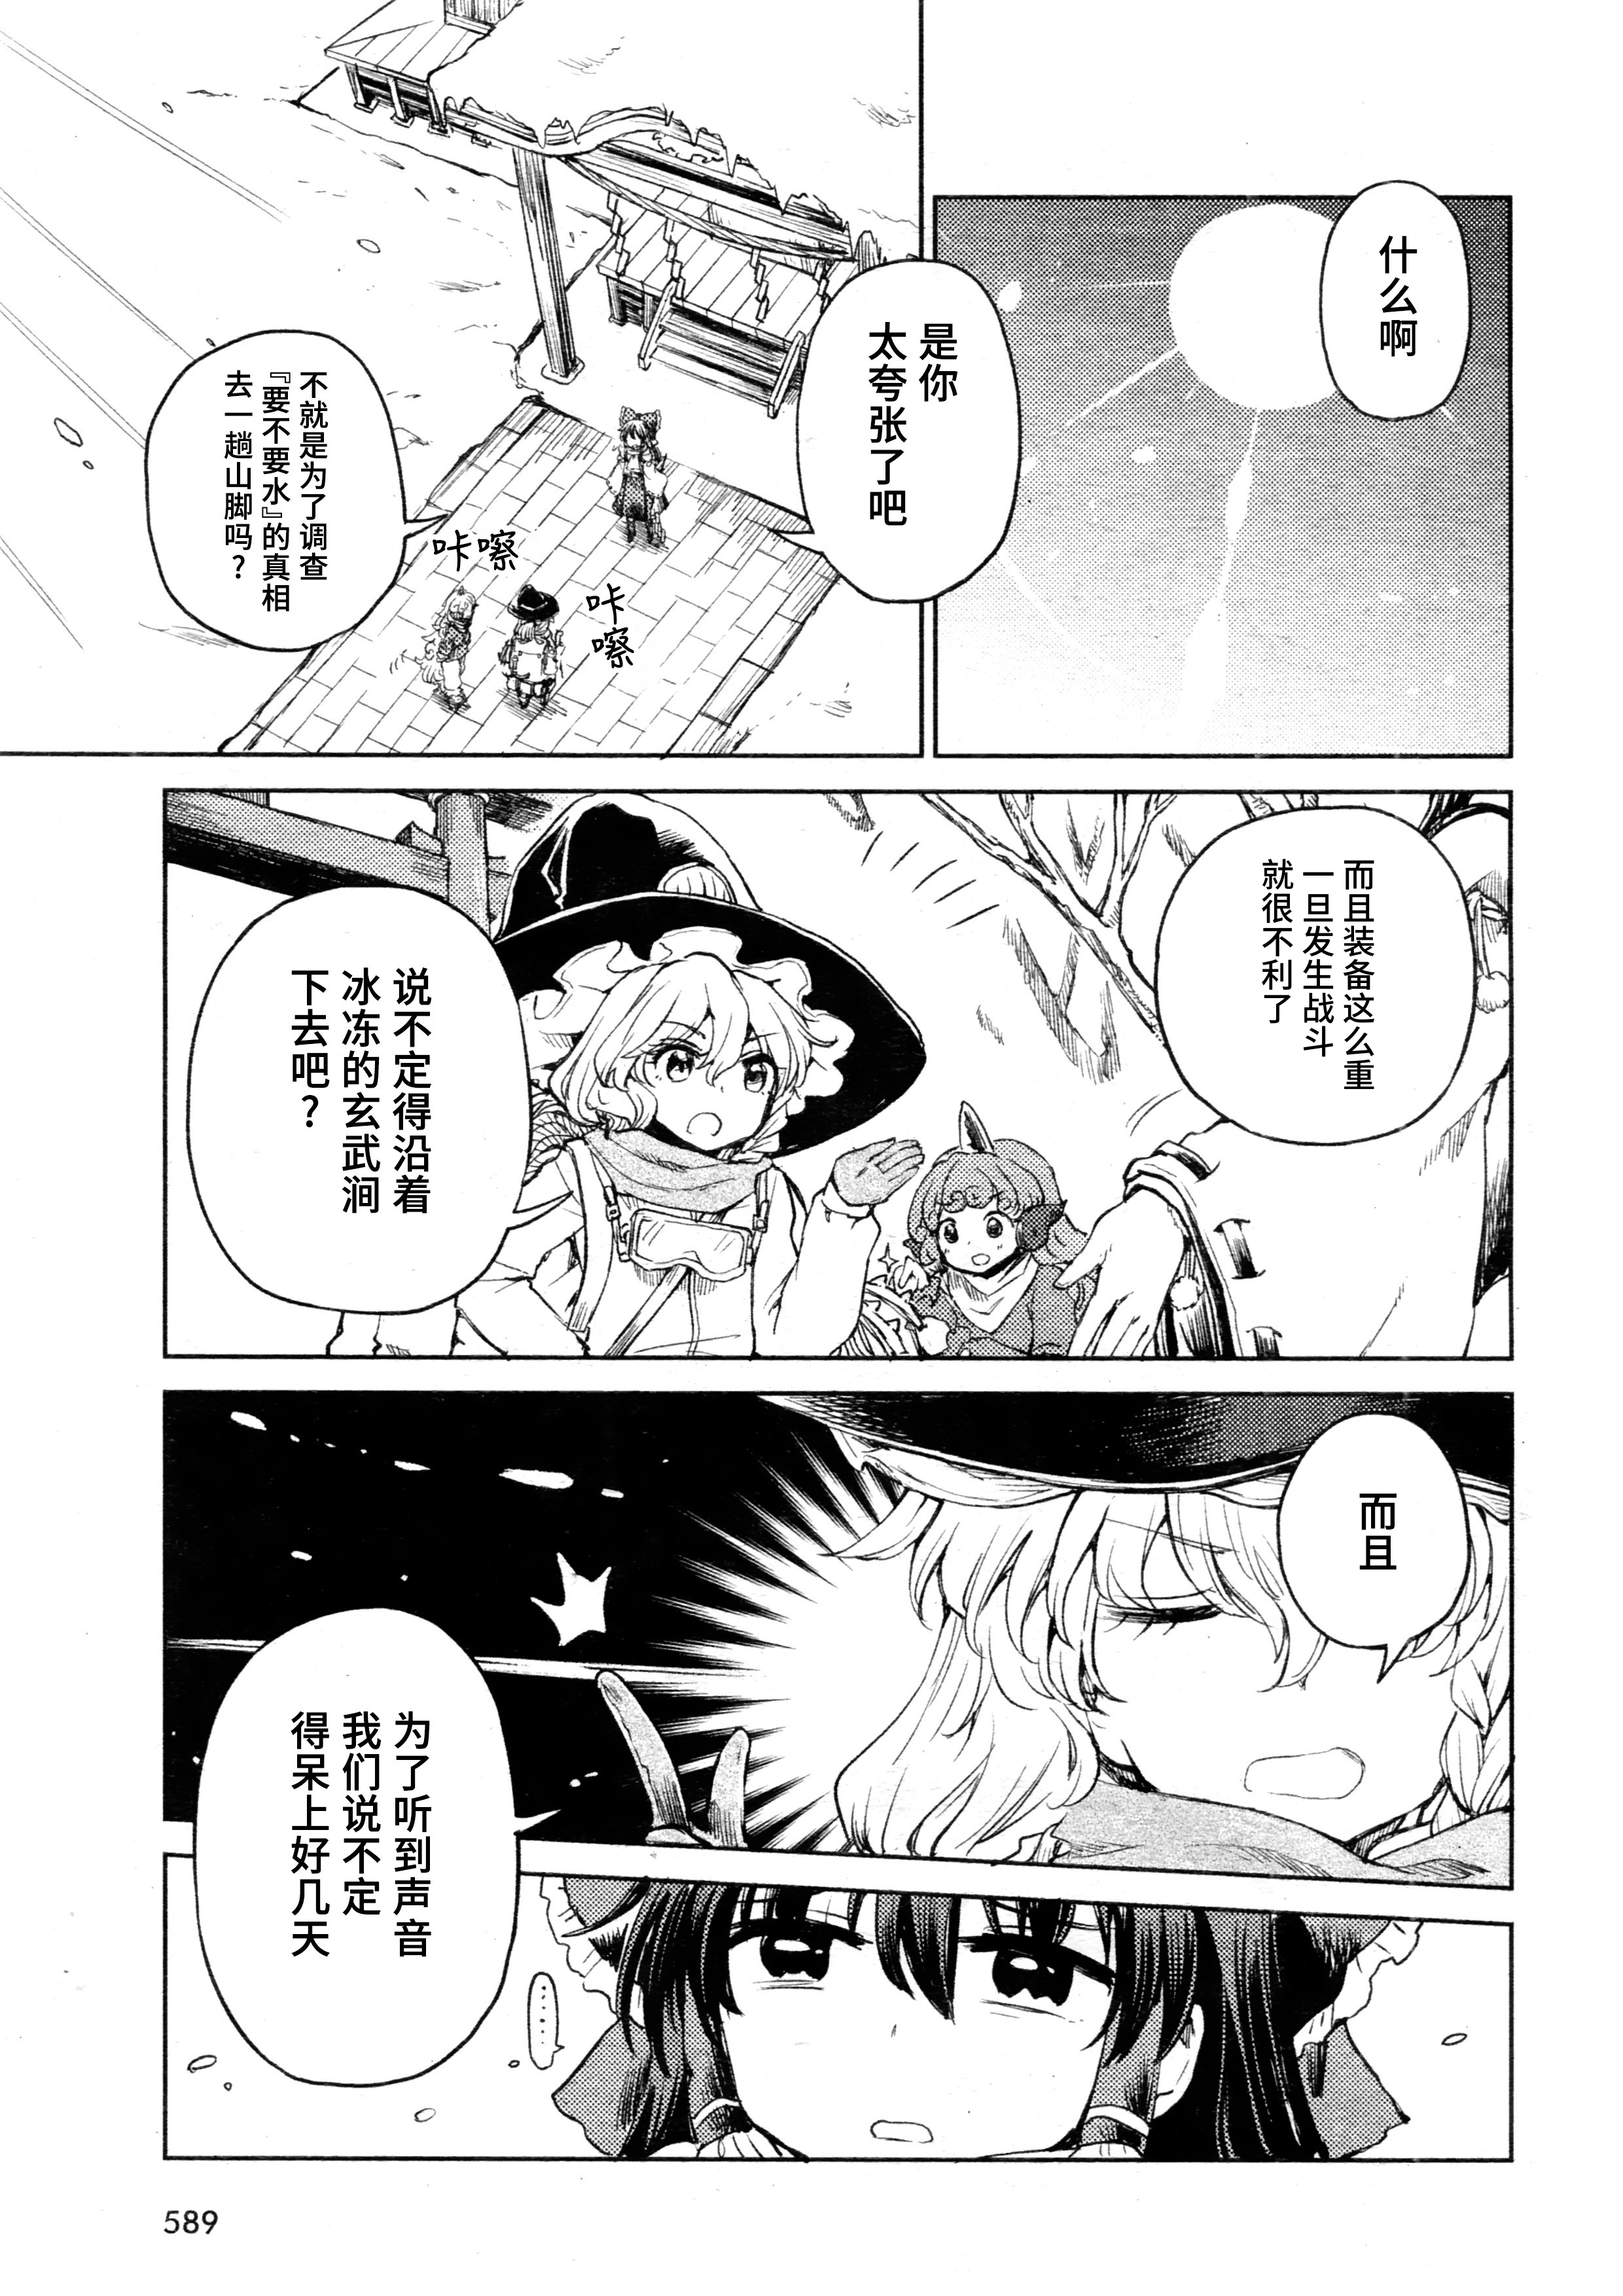 什么啊
是你
太夸张了吧
不就是为了调查
『要不要水』的真相
去一趟山脚吗?
咔嚓
咔嚓
而且装备这么重
一旦发生战斗
就很不利了
说不定得沿着
冰冻的玄武涧
下去吧?
而且
为了听到声音
我们说不定
得呆上好几天
……
589